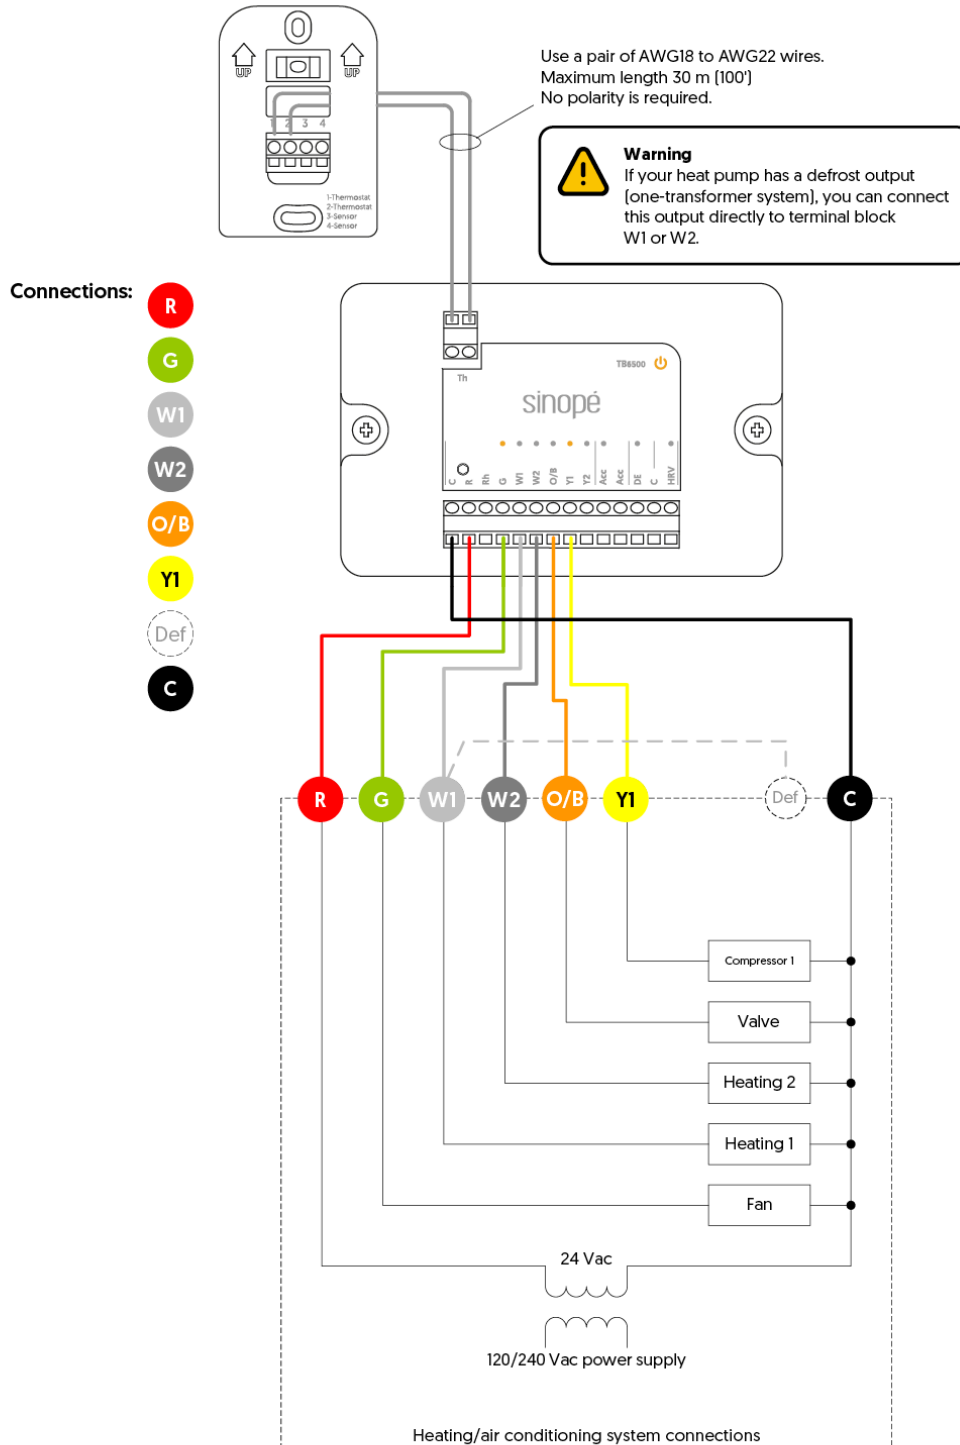 UP
UP
1 2 3 4
1-Thermostat
2-Thermostat
3-Sensor
4-Sensor
Use a pair of AWG18 to AWG22 wires.
Maximum length 30 m (100')
No polarity is required.
Warning
If your heat pump has a defrost output
(one-transformer system), you can connect
this output directly to terminal block
W1 or W2.
Connections:
R
G
W1
W2
O/B
Y1
Def
C
Th
TB6500
sinopé
C R Rh G W1 W2 O/B Y1 Y2 Acc Acc DE C HRV
R G W1 W2 O/B Y1 Def C
Compressor 1
Valve
Heating 2
Heating 1
Fan
24 Vac
120/240 Vac power supply
Heating/air conditioning system connections